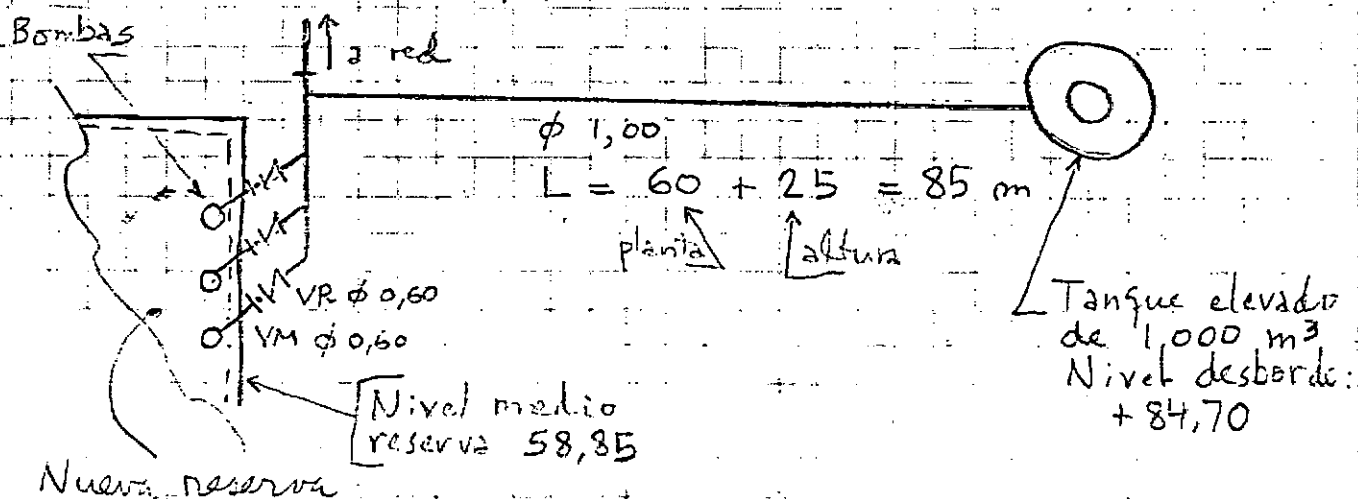 Bombas
a red
φ 1,00
L = 60 + 25 = 85 m
planta
altura
VR φ 0,60
VM φ 0,60
Tanque elevado
de 1,000 m³
Nivel desborde:
+ 84,70
Nivel medio
reserva 58,85
Nueva reserva